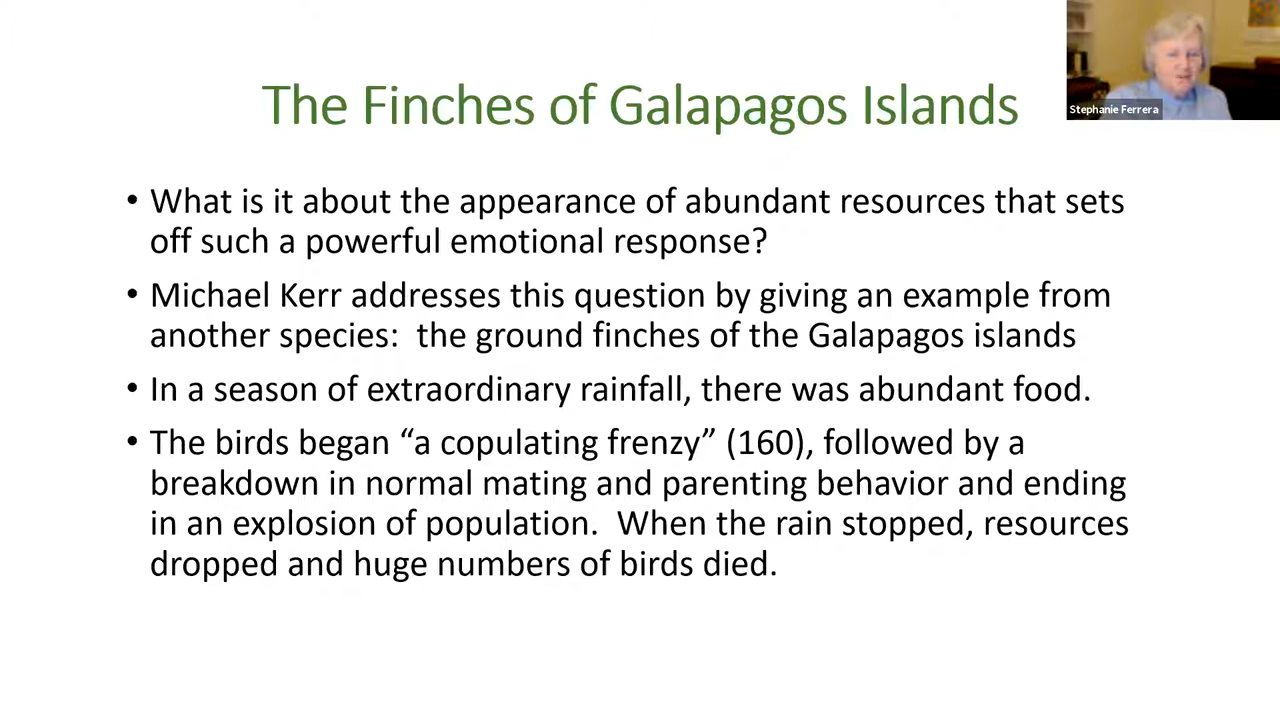 The Finches of Galapagos Islands
Stephanie Ferrera
• What is it about the appearance of abundant resources that sets
off such a powerful emotional response?
• Michael Kerr addresses this question by giving an example from
another species:  the ground finches of the Galapagos islands
• In a season of extraordinary rainfall, there was abundant food.
• The birds began “a copulating frenzy” (160), followed by a
breakdown in normal mating and parenting behavior and ending
in an explosion of population.  When the rain stopped, resources
dropped and huge numbers of birds died.